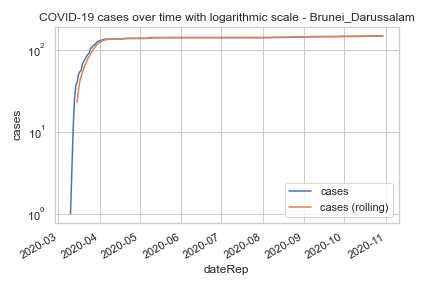 COVID-19 cases over time with logarithmic scale - Brunei_Darussalam
cases
10²
10¹
10⁰
cases
cases (rolling)
2020-03
2020-04
2020-05
2020-06
2020-07
2020-08
2020-09
2020-10
2020-11
dateRep